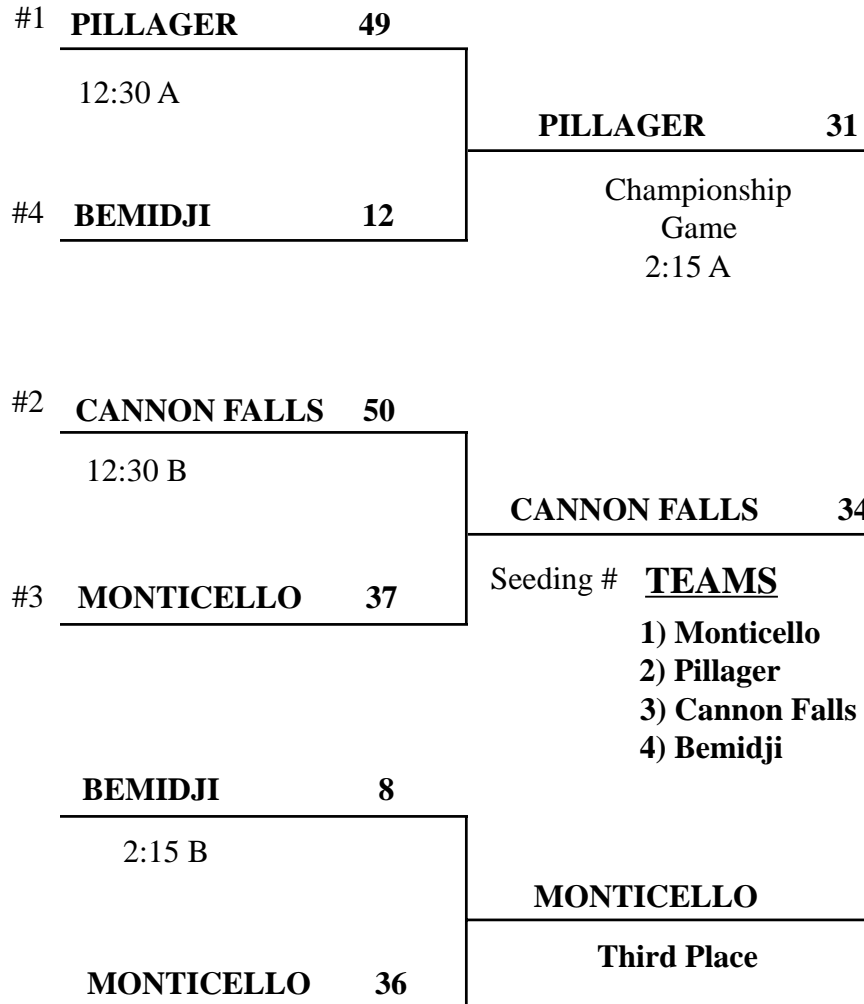 #1 PILLAGER 49
12:30 A
PILLAGER 31
#4 BEMIDJI 12
Championship
Game
2:15 A
#2 CANNON FALLS 50
12:30 B
CANNON FALLS 34
#3 MONTICELLO 37
Seeding # TEAMS
1) Monticello
2) Pillager
3) Cannon Falls
4) Bemidji
BEMIDJI 8
2:15 B
MONTICELLO
Third Place
MONTICELLO 36